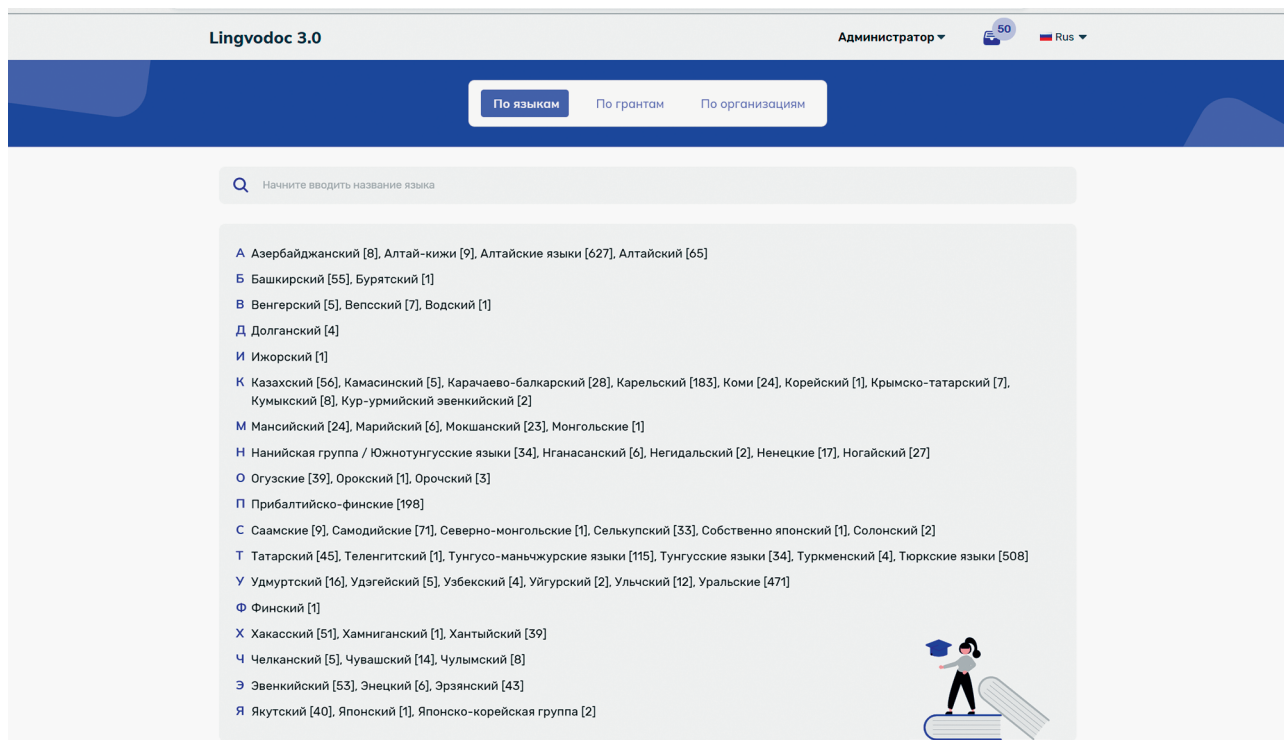 Lingvodoc 3.0 Администратор 50 Rus
По языкам По грантам По организациям
Начните вводить название языка
А Азербайджанский [8], Алтай-кижи [9], Алтайские языки [627], Алтайский [65]
Б Башкирский [55], Бурятский [1]
В Венгерский [5], Вепсский [7], Водский [1]
Д Долганский [4]
И Ижорский [1]
К Казахский [56], Камасинский [5], Карачаево-балкарский [28], Карельский [183], Коми [24], Корейский [1], Крымско-татарский [7],
Кумыкский [8], Кур-урмийский эвенкийский [2]
М Мансийский [24], Марийский [6], Мокшанский [23], Монгольские [1]
Н Нанийская группа / Южнотунгусские языки [34], Нганасанский [6], Негидальский [2], Ненецкие [17], Ногайский [27]
О Огузские [39], Орокский [1], Орочский [3]
П Прибалтийско-финские [198]
С Саамские [9], Самодийские [71], Северно-монгольские [1], Селькупский [33], Собственно японский [1], Солонский [2]
Т Татарский [45], Теленгитский [1], Тунгусо-маньчжурские языки [115], Тунгусские языки [34], Туркменский [4], Тюркские языки [508]
У Удмуртский [16], Удэгейский [5], Узбекский [4], Уйгурский [2], Ульчский [12], Уральские [471]
Ф Финский [1]
Х Хакасский [51], Хамниганский [1], Хантыйский [39]
Ч Челканский [5], Чувашский [14], Чулымский [8]
Э Эвенкийский [53], Энецкий [6], Эрзянский [43]
Я Якутский [40], Японский [1], Японско-корейская группа [2]